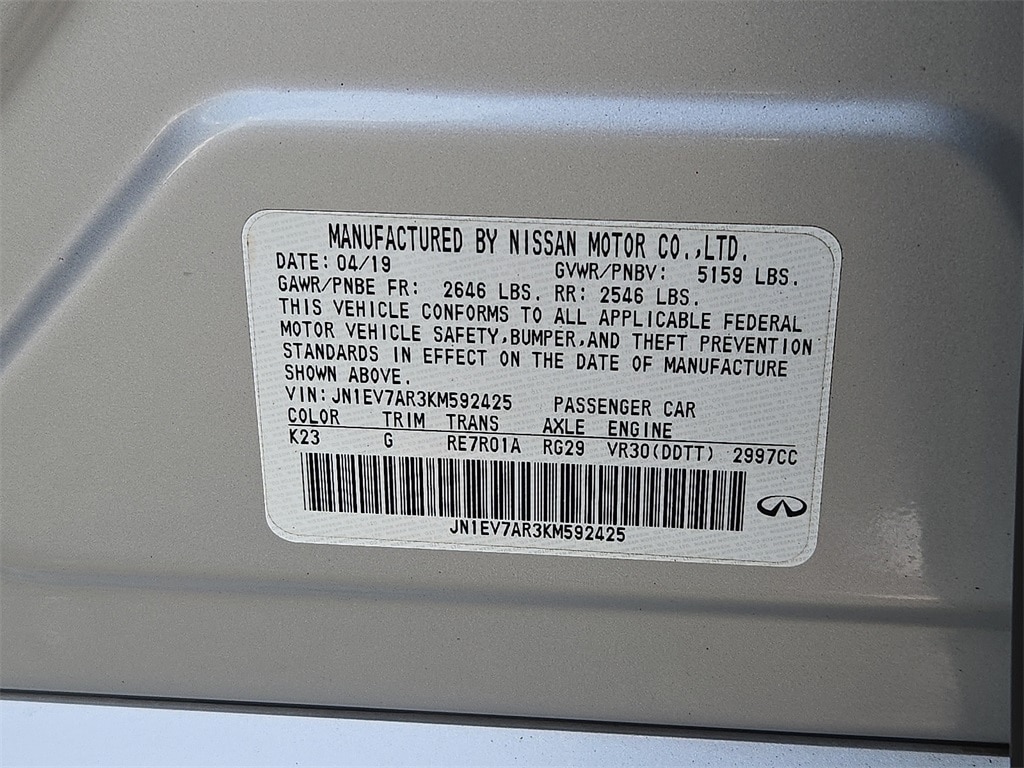 MANUFACTURED BY NISSAN MOTOR CO.,LTD.
DATE: 04/19 GVWR/PNBV: 5159 LBS.
GAWR/PNBE FR: 2646 LBS. RR: 2546 LBS.
THIS VEHICLE CONFORMS TO ALL APPLICABLE FEDERAL
MOTOR VEHICLE SAFETY,BUMPER,AND THEFT PREVENTION
STANDARDS IN EFFECT ON THE DATE OF MANUFACTURE
SHOWN ABOVE.
VIN: JN1EV7AR3KM592425 PASSENGER CAR
COLOR TRIM TRANS AXLE ENGINE
K23 G RE7R01A RG29 VR30(DDTT) 2997CC
JN1EV7AR3KM592425